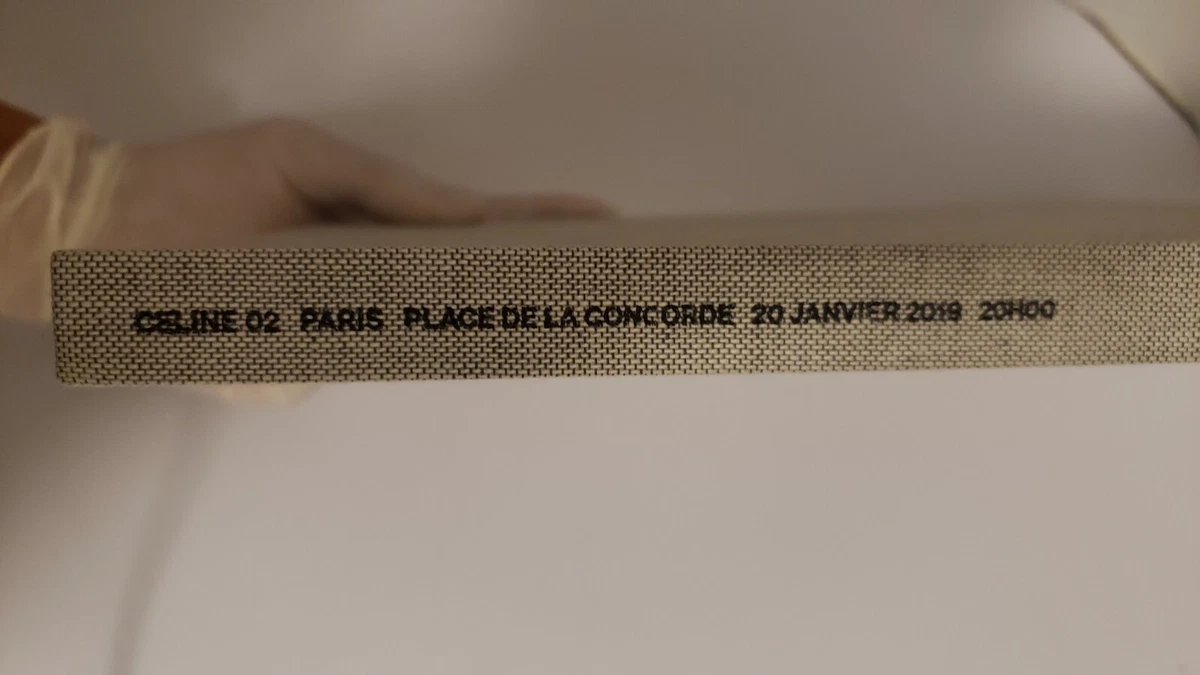 CELINE 02 PARIS PLACE DE LA CONCORDE 20 JANVIER 2019 20H00